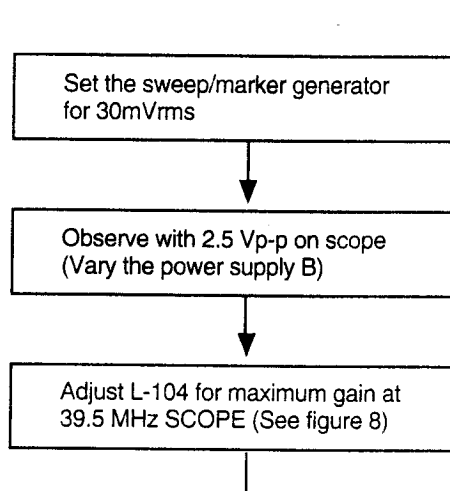 Set the sweep/marker generator
for 30mVrms
Observe with 2.5 Vp-p on scope
(Vary the power supply B)
Adjust L-104 for maximum gain at
39.5 MHz SCOPE (See figure 8)